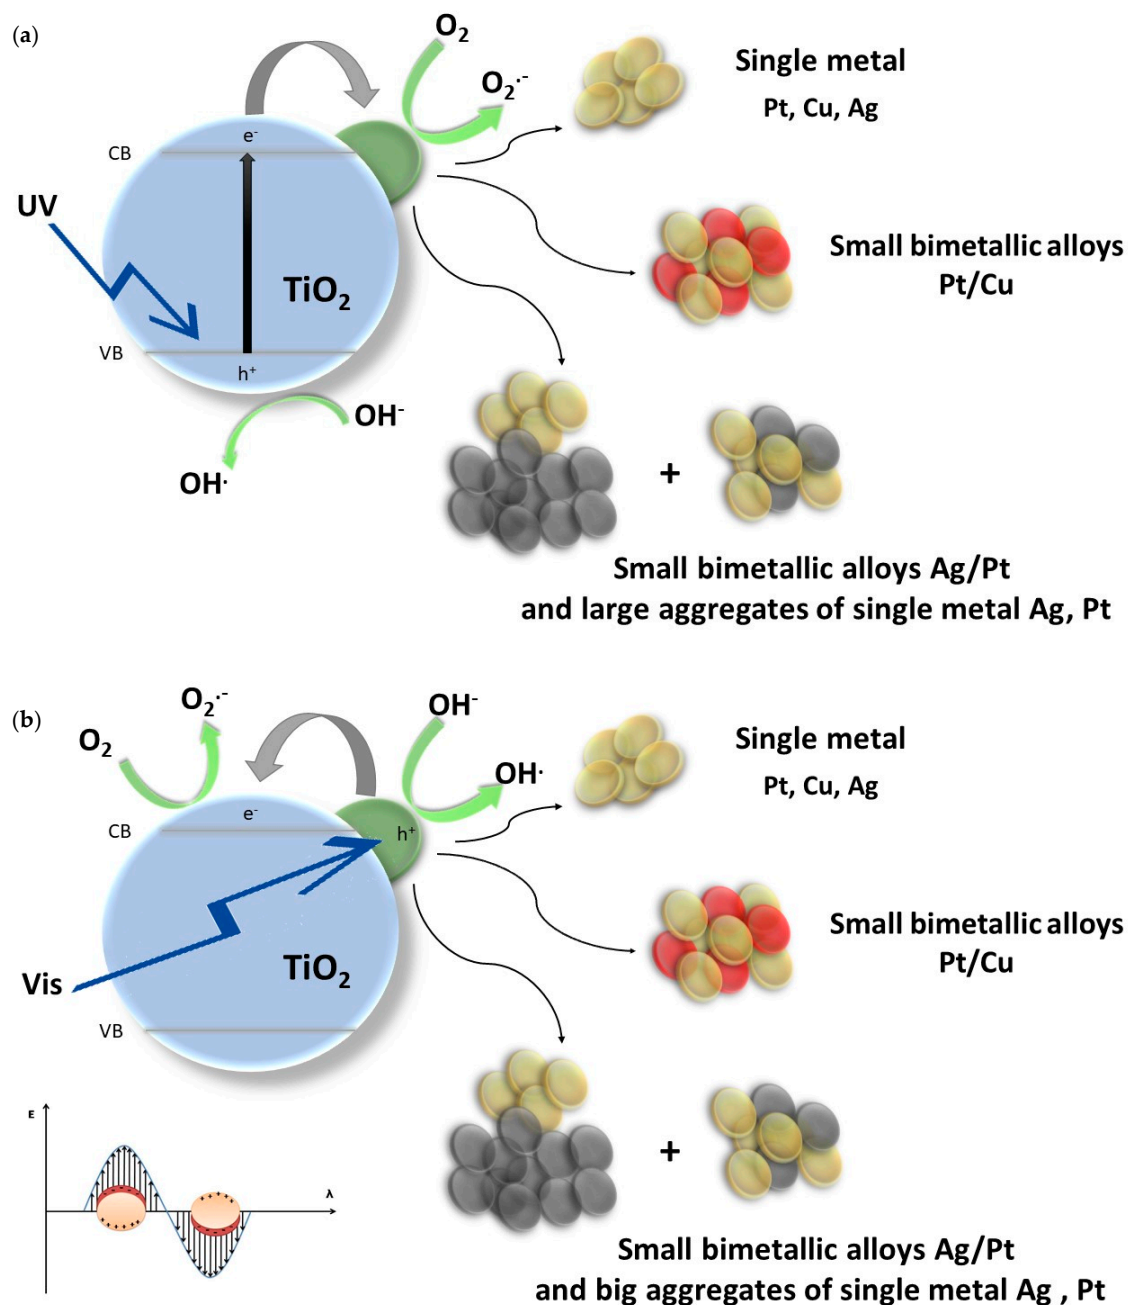 (a)
O₂
O₂·⁻
Single metal
Pt, Cu, Ag
e⁻
CB
UV
TiO₂
Small bimetallic alloys
Pt/Cu
VB
h⁺
OH⁻
OH·
+
Small bimetallic alloys Ag/Pt
and large aggregates of single metal Ag, Pt
(b)
O₂·⁻
O₂
OH⁻
OH·
Single metal
Pt, Cu, Ag
e⁻
CB
h⁺
Small bimetallic alloys
Pt/Cu
Vis
TiO₂
VB
E
λ
+
Small bimetallic alloys Ag/Pt
and big aggregates of single metal Ag , Pt